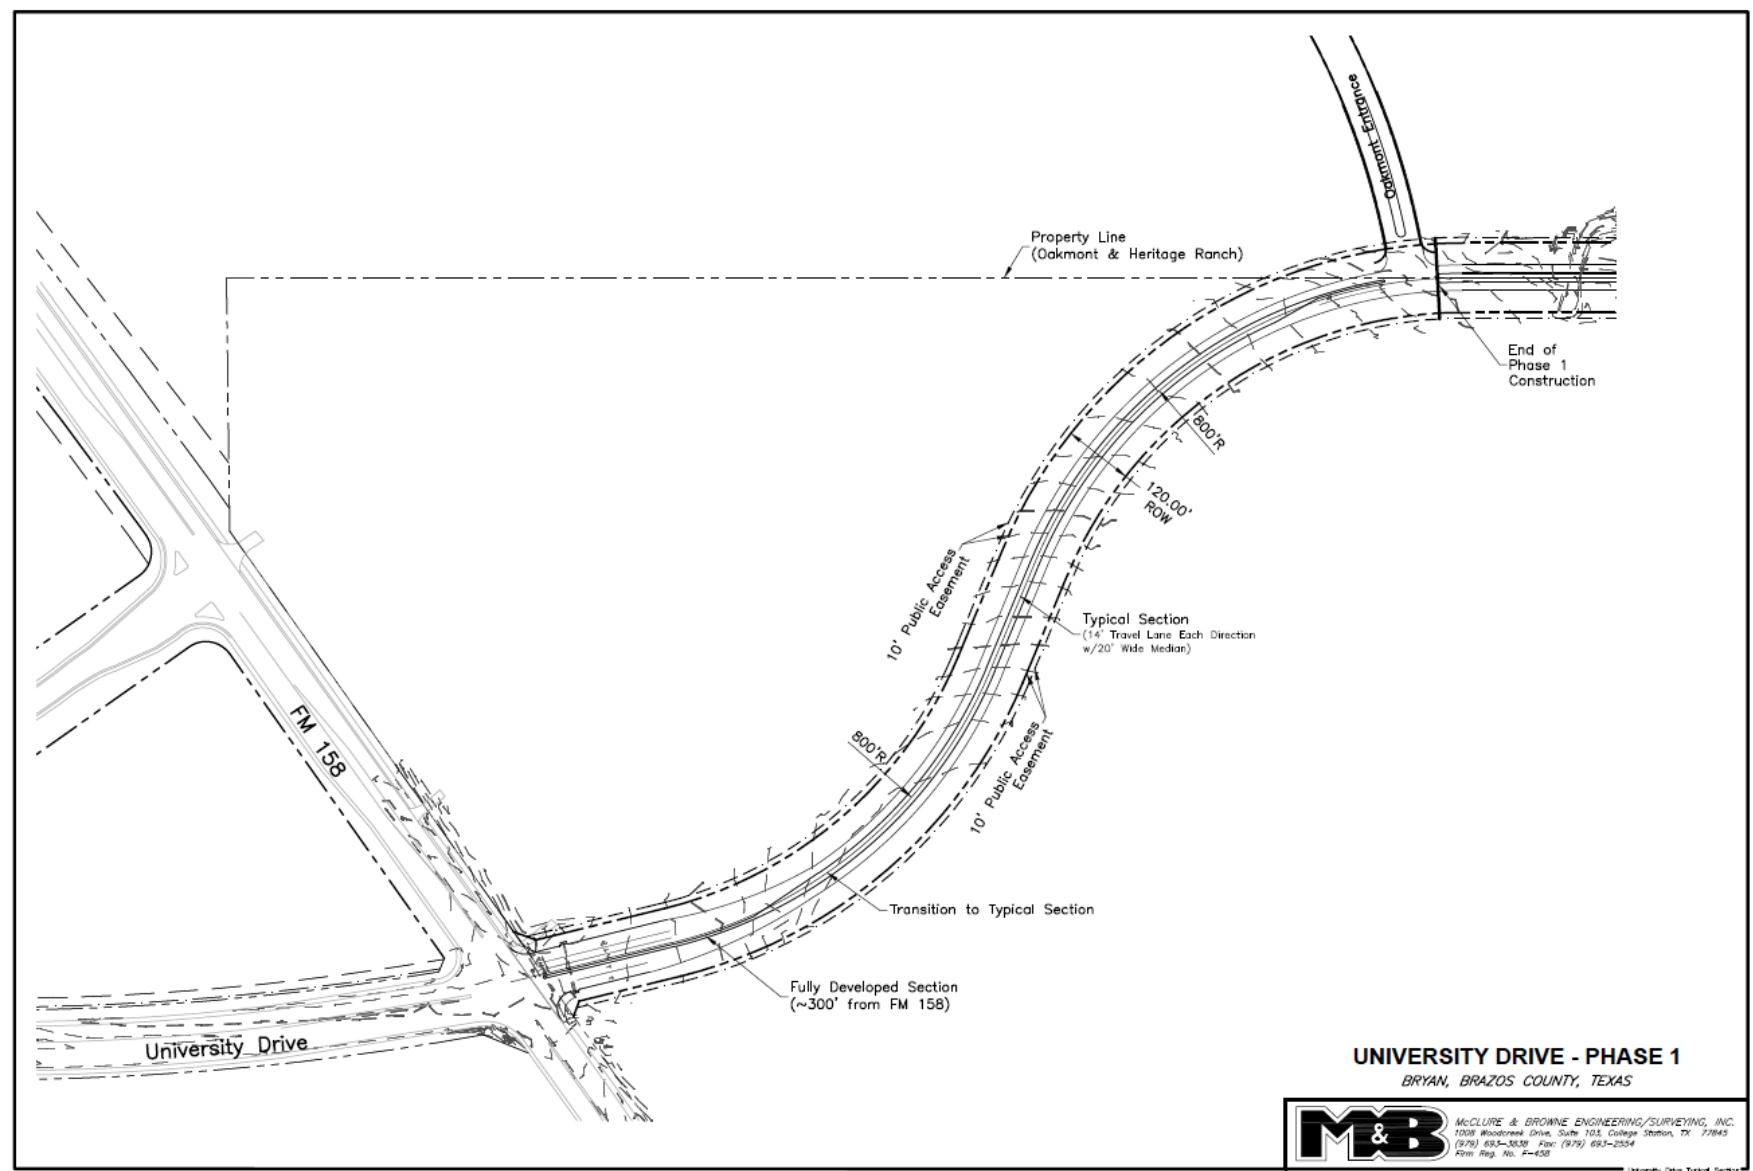 Oakmont Entrance
Property Line
(Oakmont & Heritage Ranch)
End of
Phase 1
Construction
800'R
120.00'
ROW
10' Public Access
Easement
Typical Section
(14' Travel Lane Each Direction
w/20' Wide Median)
FM 158
800'R
10' Public Access
Easement
Transition to Typical Section
Fully Developed Section
(~300' from FM 158)
University Drive
UNIVERSITY DRIVE - PHASE 1
BRYAN, BRAZOS COUNTY, TEXAS
M&B
McCLURE & BROWNE ENGINEERING/SURVEYING, INC.
1008 Woodcreek Drive, Suite 103, College Station, TX 77845
(979) 693-3838 Fax: (979) 693-2554
Firm Reg. No. F-458
University Drive Typical Section